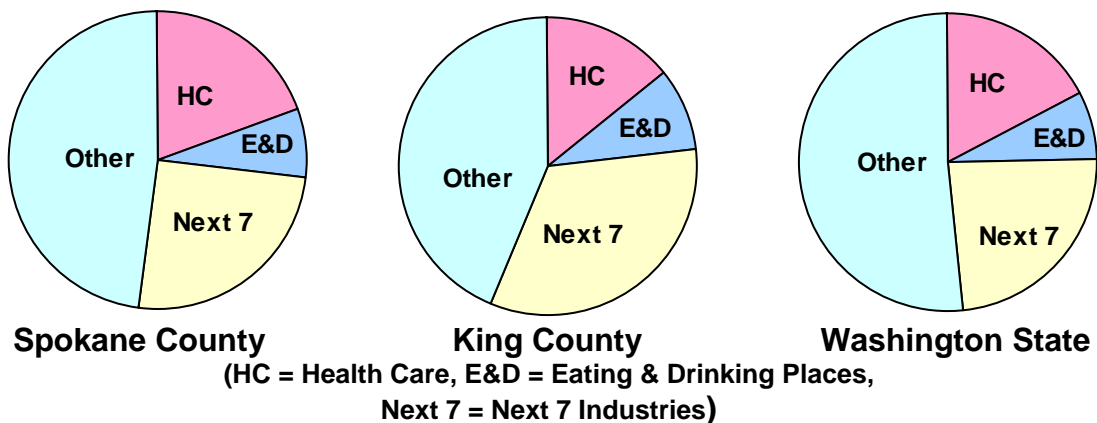 HC
E&D
Other
Next 7
Spokane County
HC
E&D
Other
Next 7
King County
HC
E&D
Other
Next 7
Washington State
(HC = Health Care, E&D = Eating & Drinking Places,
Next 7 = Next 7 Industries)